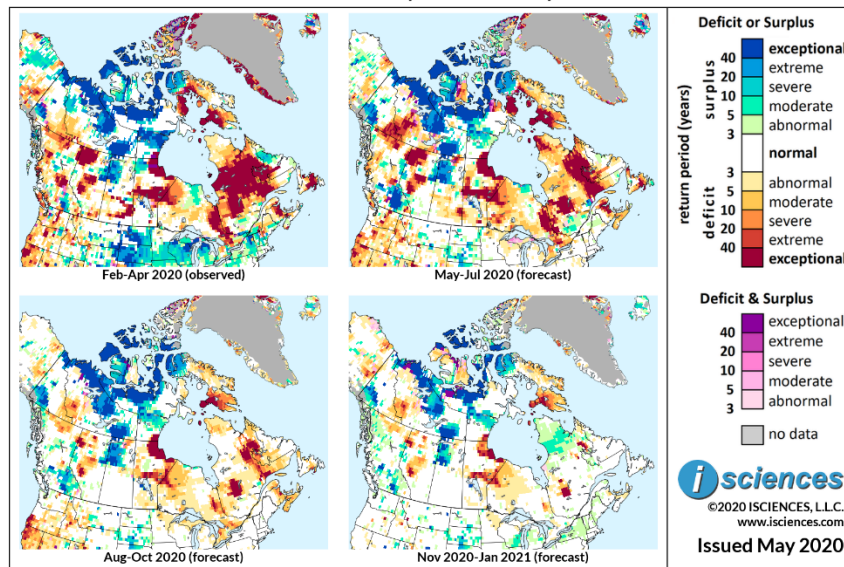 Feb-Apr 2020 (observed)
May-Jul 2020 (forecast)
Aug-Oct 2020 (forecast)
Nov 2020-Jan 2021 (forecast)
Deficit or Surplus
return period (years)
surplus
deficit
exceptional
40
extreme
20
severe
10
moderate
5
abnormal
3
normal
3
abnormal
5
moderate
10
severe
20
extreme
40
exceptional
Deficit & Surplus
exceptional
40
extreme
20
severe
10
moderate
5
abnormal
3
no data
i sciences
©2020 ISCIENCES, L.L.C.
www.isciences.com
Issued May 2020